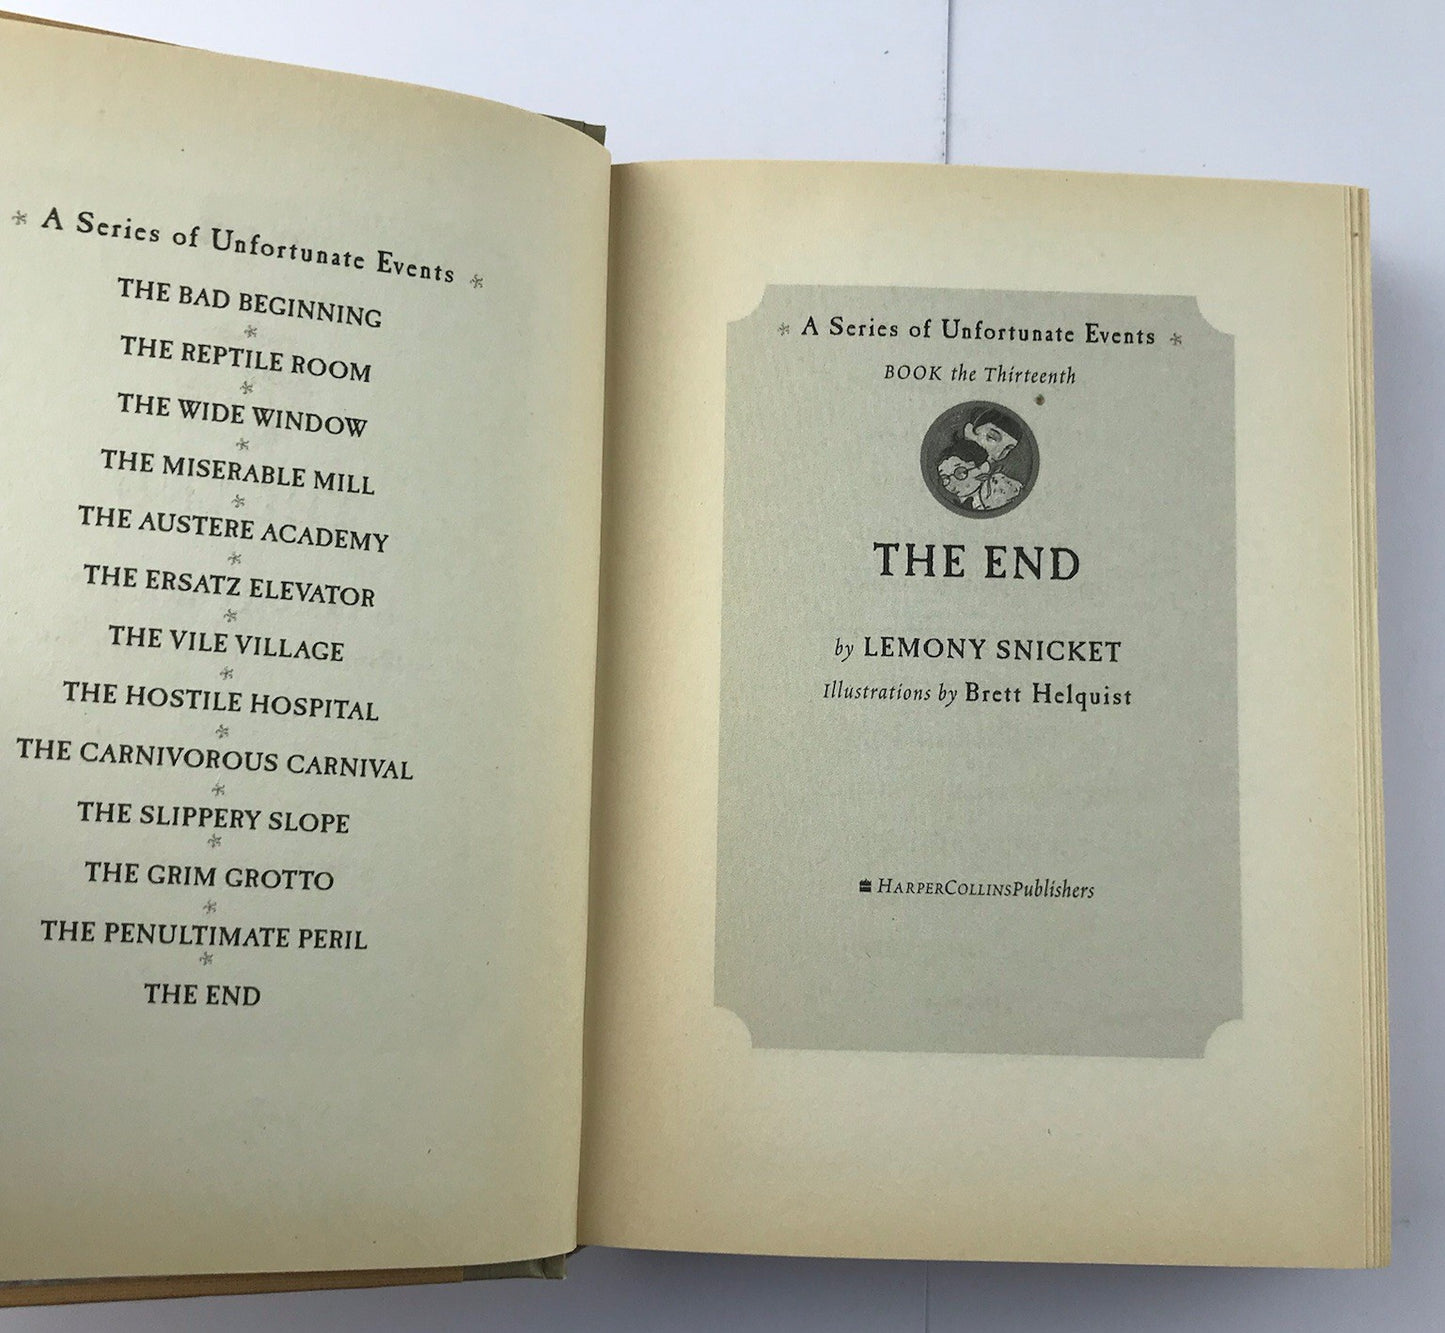 A Series of Unfortunate Events
THE BAD BEGINNING
THE REPTILE ROOM
THE WIDE WINDOW
THE MISERABLE MILL
THE AUSTERE ACADEMY
THE ERSATZ ELEVATOR
THE VILE VILLAGE
THE HOSTILE HOSPITAL
THE CARNIVOROUS CARNIVAL
THE SLIPPERY SLOPE
THE GRIM GROTTO
THE PENULTIMATE PERIL
THE END
A Series of Unfortunate Events
BOOK the Thirteenth
THE END
by LEMONY SNICKET
Illustrations by Brett Helquist
HARPERCOLLINSPublishers